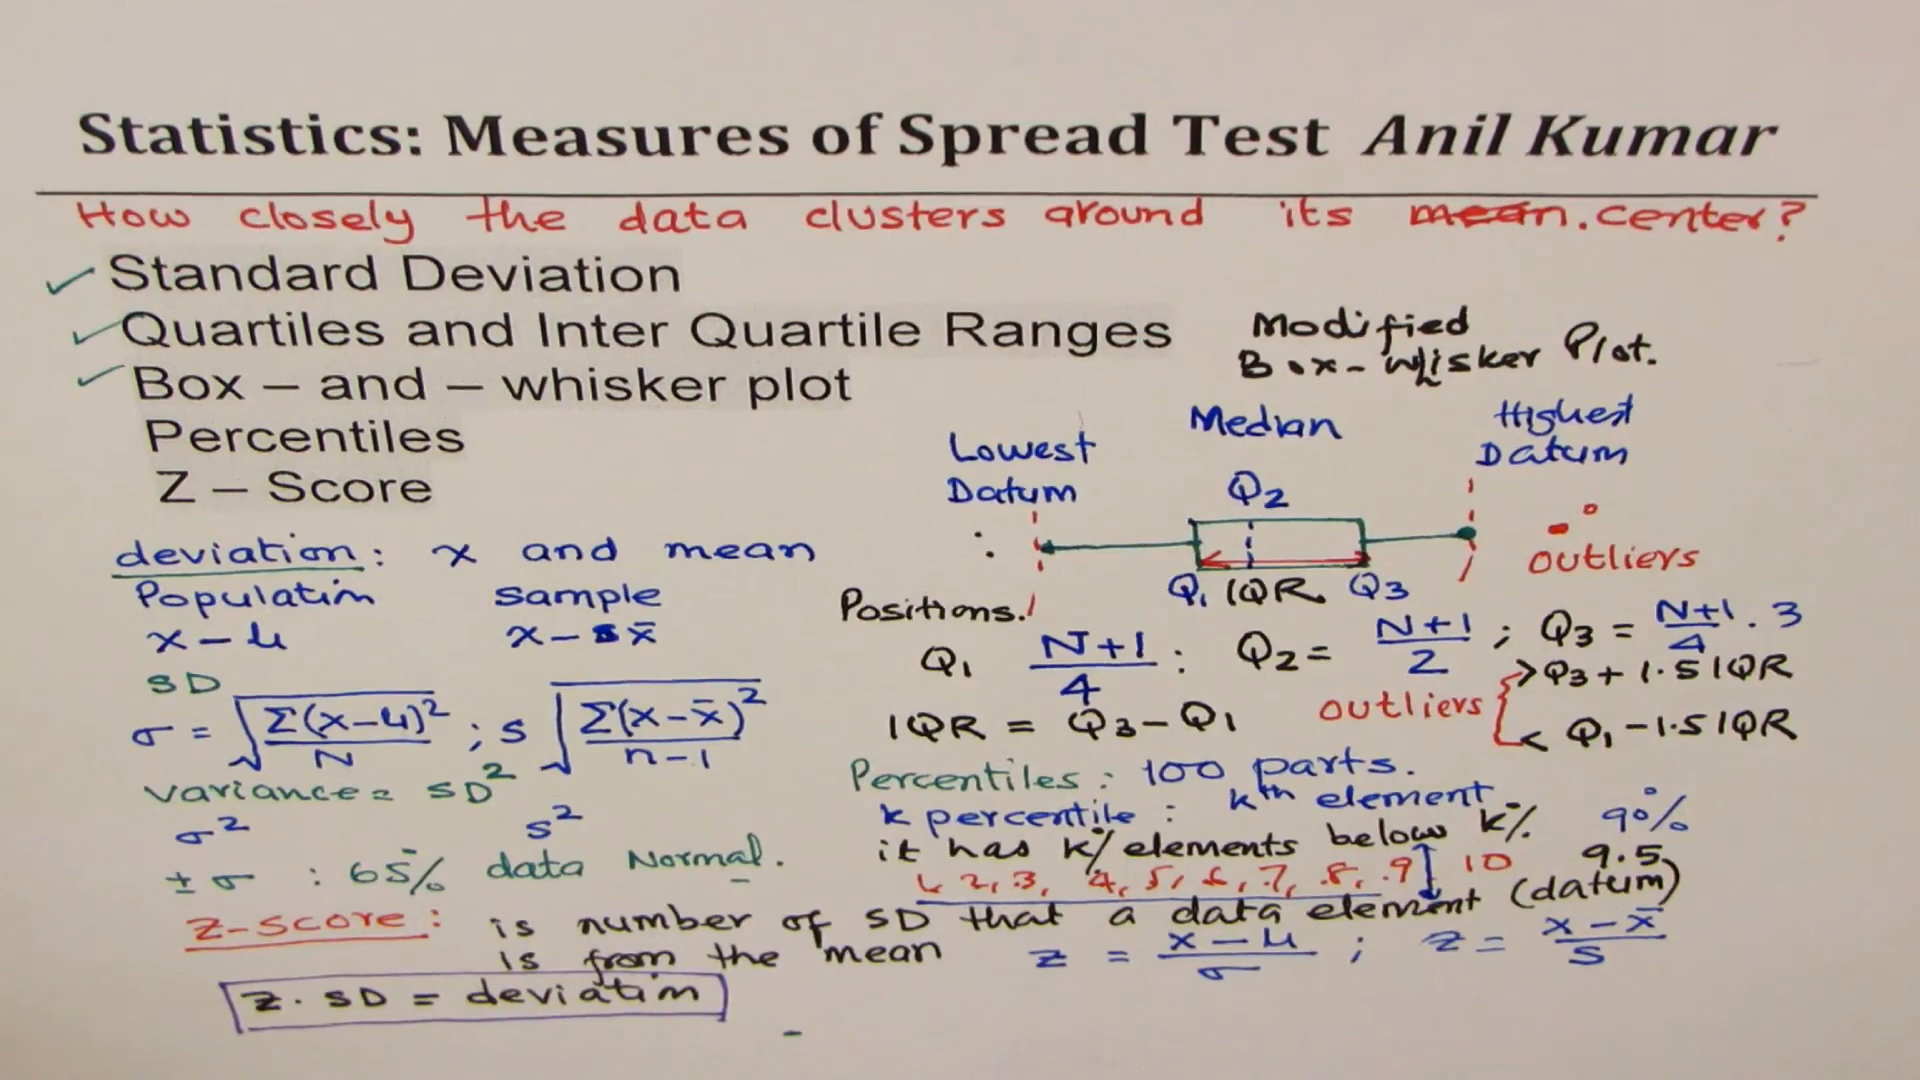 Statistics: Measures of Spread Test Anil Kumar
How closely the data clusters around its mean. center?
Standard Deviation
Quartiles and Inter Quartile Ranges
Box – and – whisker plot
Percentiles
Z – Score
Modified
Box-Whisker Plot.
Lowest
Datum
Median
Q2
Highest
Datum
outliers
Q1 IQR Q3
deviation: x and mean
Populatim sample
x - μ x - x̄
SD
σ = √Σ(x-μ)²/N ; s √Σ(x-x̄)²/n-1
variance = SD²
σ² s²
±σ : 65% data Normal.
Positions.
Q1 N+1/4 : Q2 = N+1/2 ; Q3 = N+1/4 . 3
IQR = Q3-Q1
outliers { > Q3 + 1.5 IQR
< Q1 - 1.5 IQR
Percentiles : 100 parts.
k percentile : kth element
it has k% elements below k%. 90%
1, 2, 3, 4, 5, 6, 7, 8, 9 10 9.5
Z-score: is number of SD that a data element (datum)
is from the mean z = x-μ/σ ; z = x-x̄/s
z. SD = deviatim